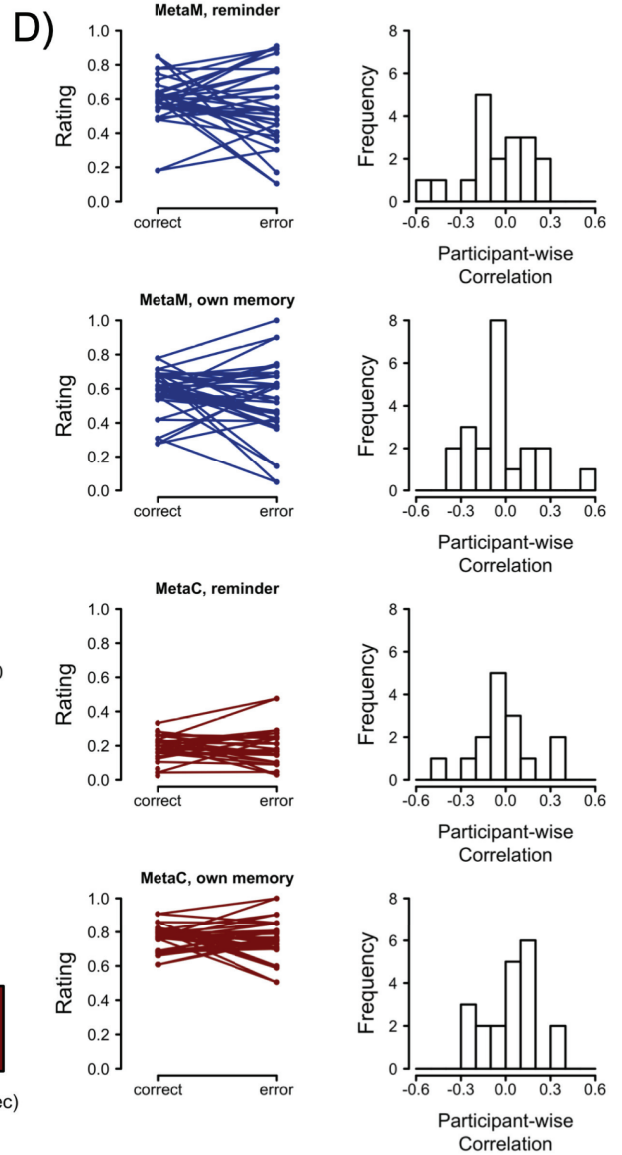 D)
MetaM, reminder
Rating
1.0
0.8
0.6
0.4
0.2
0.0
correct error
Frequency
8
6
4
2
0
-0.6 -0.3 0.0 0.3 0.6
Participant-wise
Correlation
MetaM, own memory
Rating
1.0
0.8
0.6
0.4
0.2
0.0
correct error
Frequency
8
6
4
2
0
-0.6 -0.3 0.0 0.3 0.6
Participant-wise
Correlation
MetaC, reminder
Rating
1.0
0.8
0.6
0.4
0.2
0.0
correct error
Frequency
8
6
4
2
0
-0.6 -0.3 0.0 0.3 0.6
Participant-wise
Correlation
MetaC, own memory
Rating
1.0
0.8
0.6
0.4
0.2
0.0
correct error
Frequency
8
6
4
2
0
-0.6 -0.3 0.0 0.3 0.6
Participant-wise
Correlation
ec)